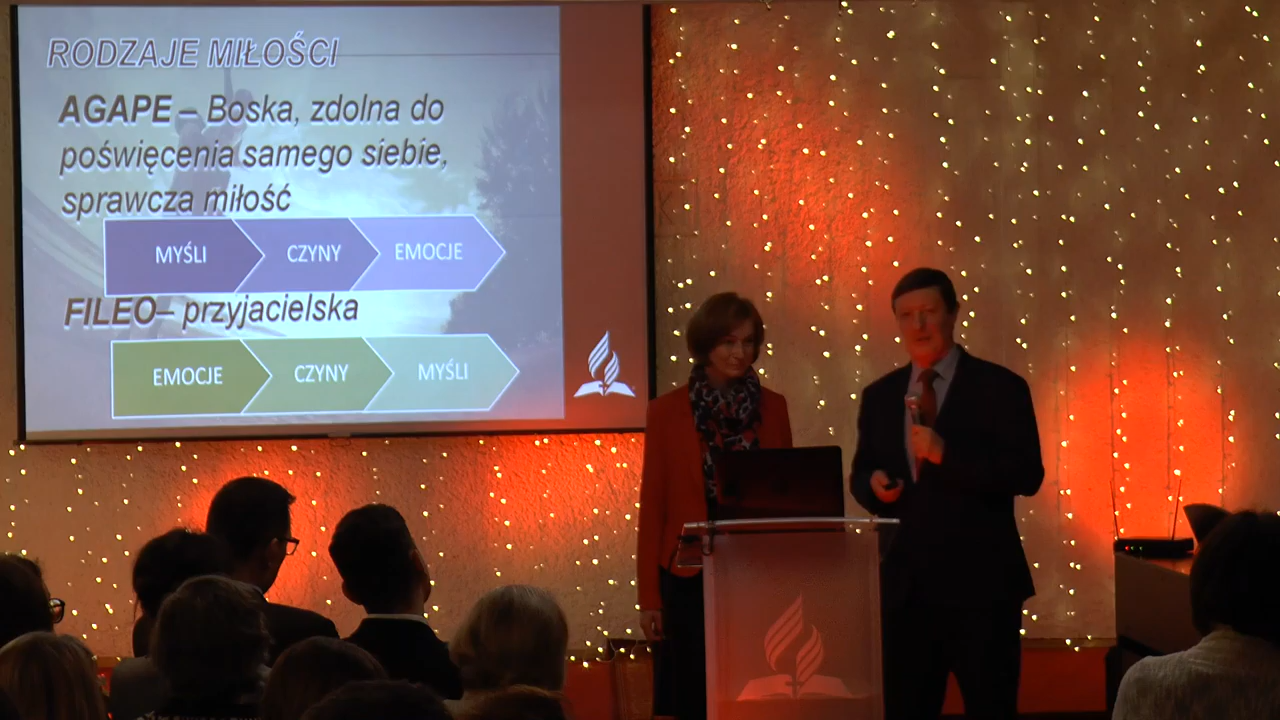 RODZAJE MIŁOŚCI
AGAPE – Boska, zdolna do
poświęcenia samego siebie,
sprawcza miłość
MYŚLI CZYNY EMOCJE
FILEO– przyjacielska
EMOCJE CZYNY MYŚLI